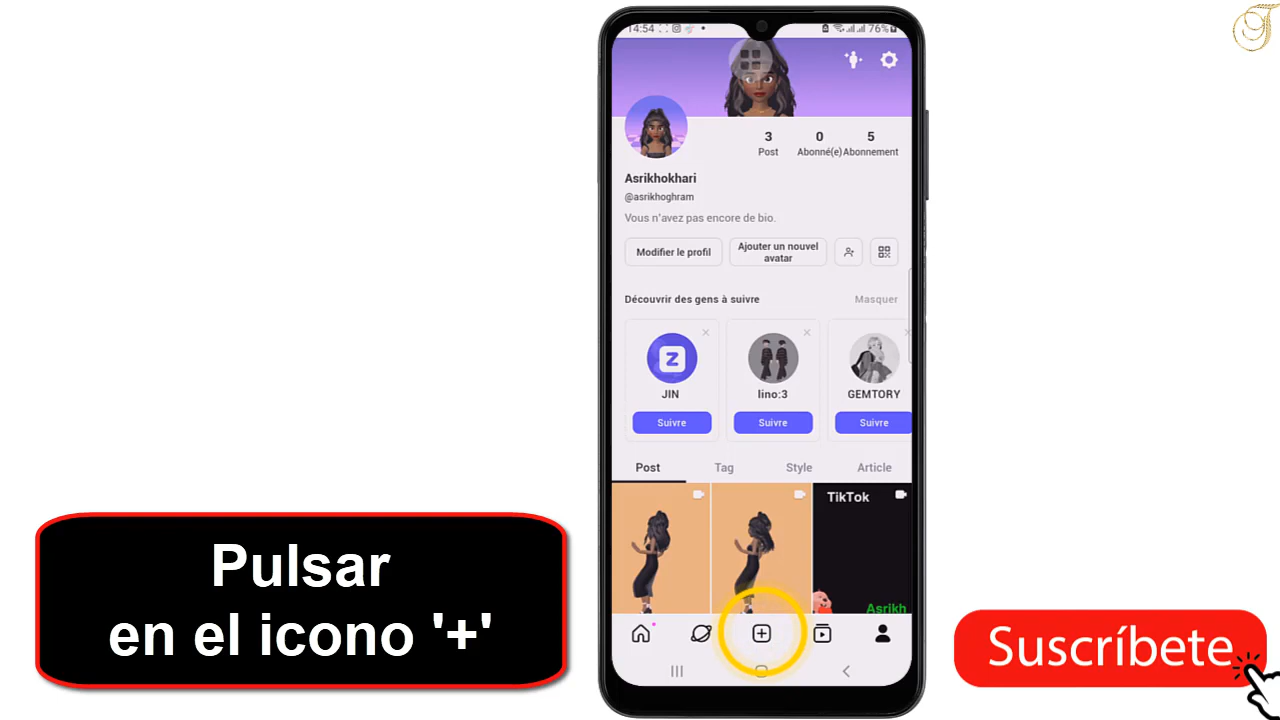 14:54
76%
3
0
5
Post
Abonné(e)
Abonnement
Asrikhokhari
@asrikhoghram
Vous n'avez pas encore de bio.
Modifier le profil
Ajouter un nouvel
avatar
Découvrir des gens à suivre
Masquer
JIN
lino:3
GEMTORY
Suivre
Suivre
Suivre
Post
Tag
Style
Article
TikTok
Asrikh
Pulsar
en el icono '+'
Suscríbete